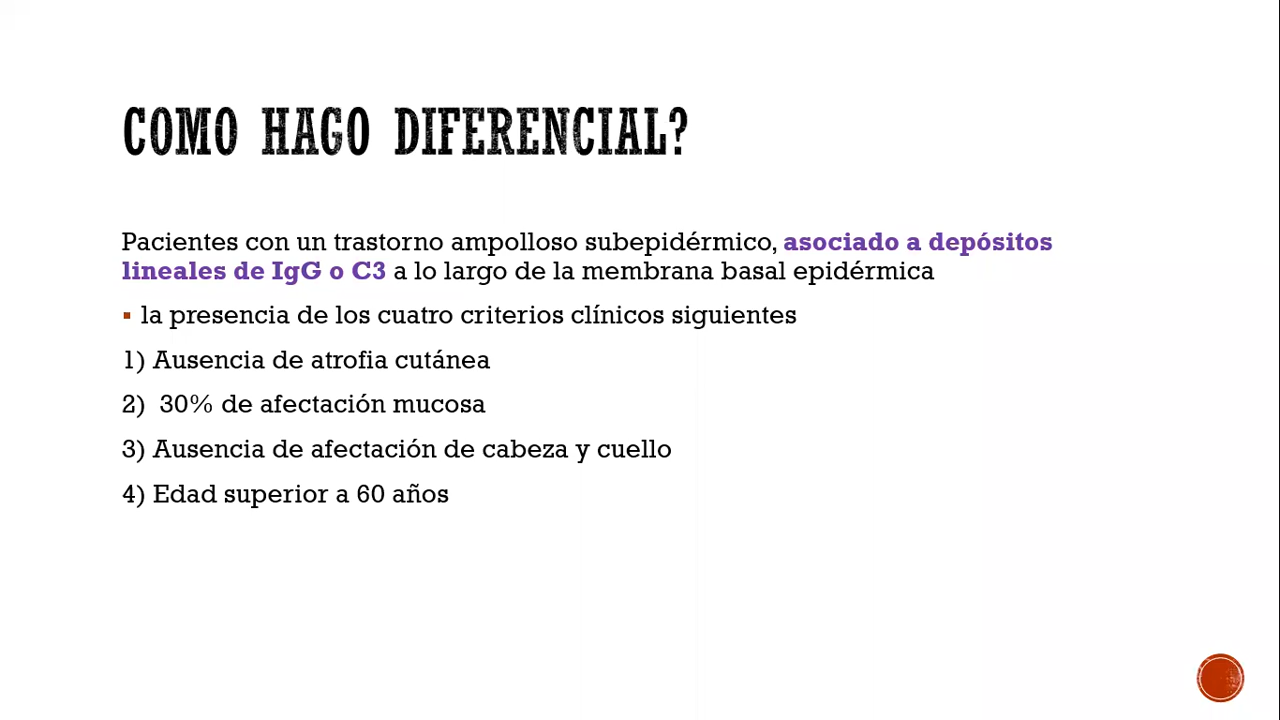 COMO HAGO DIFERENCIAL?
Pacientes con un trastorno ampolloso subepidérmico, asociado a depósitos
lineales de IgG o C3 a lo largo de la membrana basal epidérmica
▪ la presencia de los cuatro criterios clínicos siguientes
1) Ausencia de atrofia cutánea
2) 30% de afectación mucosa
3) Ausencia de afectación de cabeza y cuello
4) Edad superior a 60 años